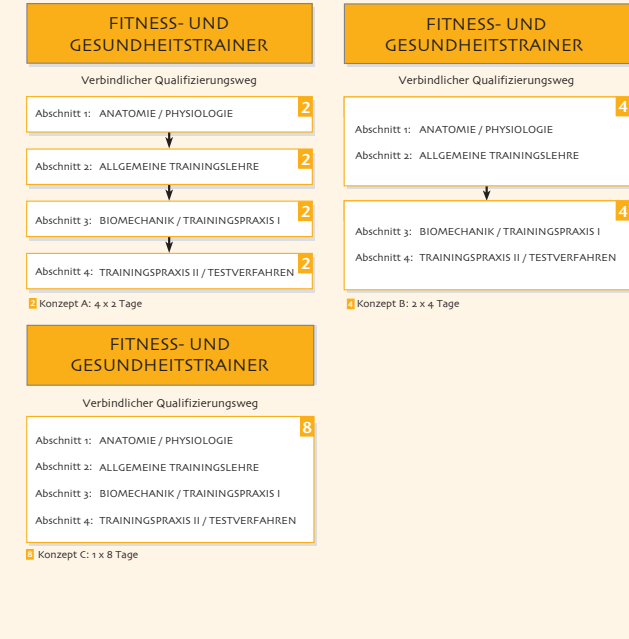 FITNESS- UND
GESUNDHEITSTRAINER
Verbindlicher Qualifizierungsweg
2
Abschnitt 1: ANATOMIE / PHYSIOLOGIE
2
Abschnitt 2: ALLGEMEINE TRAININGSLEHRE
2
Abschnitt 3: BIOMECHANIK / TRAININGSPRAXIS I
2
Abschnitt 4: TRAININGSPRAXIS II / TESTVERFAHREN
2 Konzept A: 4 x 2 Tage
FITNESS- UND
GESUNDHEITSTRAINER
Verbindlicher Qualifizierungsweg
4
Abschnitt 1: ANATOMIE / PHYSIOLOGIE
Abschnitt 2: ALLGEMEINE TRAININGSLEHRE
4
Abschnitt 3: BIOMECHANIK / TRAININGSPRAXIS I
Abschnitt 4: TRAININGSPRAXIS II / TESTVERFAHREN
4 Konzept B: 2 x 4 Tage
FITNESS- UND
GESUNDHEITSTRAINER
Verbindlicher Qualifizierungsweg
8
Abschnitt 1: ANATOMIE / PHYSIOLOGIE
Abschnitt 2: ALLGEMEINE TRAININGSLEHRE
Abschnitt 3: BIOMECHANIK / TRAININGSPRAXIS I
Abschnitt 4: TRAININGSPRAXIS II / TESTVERFAHREN
8 Konzept C: 1 x 8 Tage